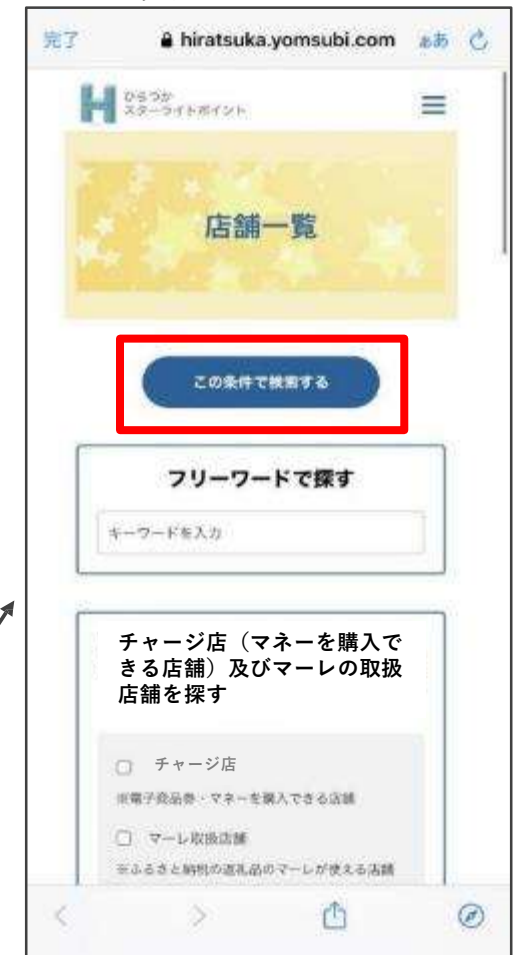 完了 hiratsuka.yomsubi.com ぁあ
ひらつか
スターライトポイント
店舗一覧
この条件で検索する
フリーワードで探す
キーワードを入力
チャージ店（マネーを購入で
きる店舗）及びマーレの取扱
店舗を探す
チャージ店
※電子商品券・マネーを購入できる店舗
マーレ取扱店舗
※ふるさと納税の返礼品のマーレが使える店舗